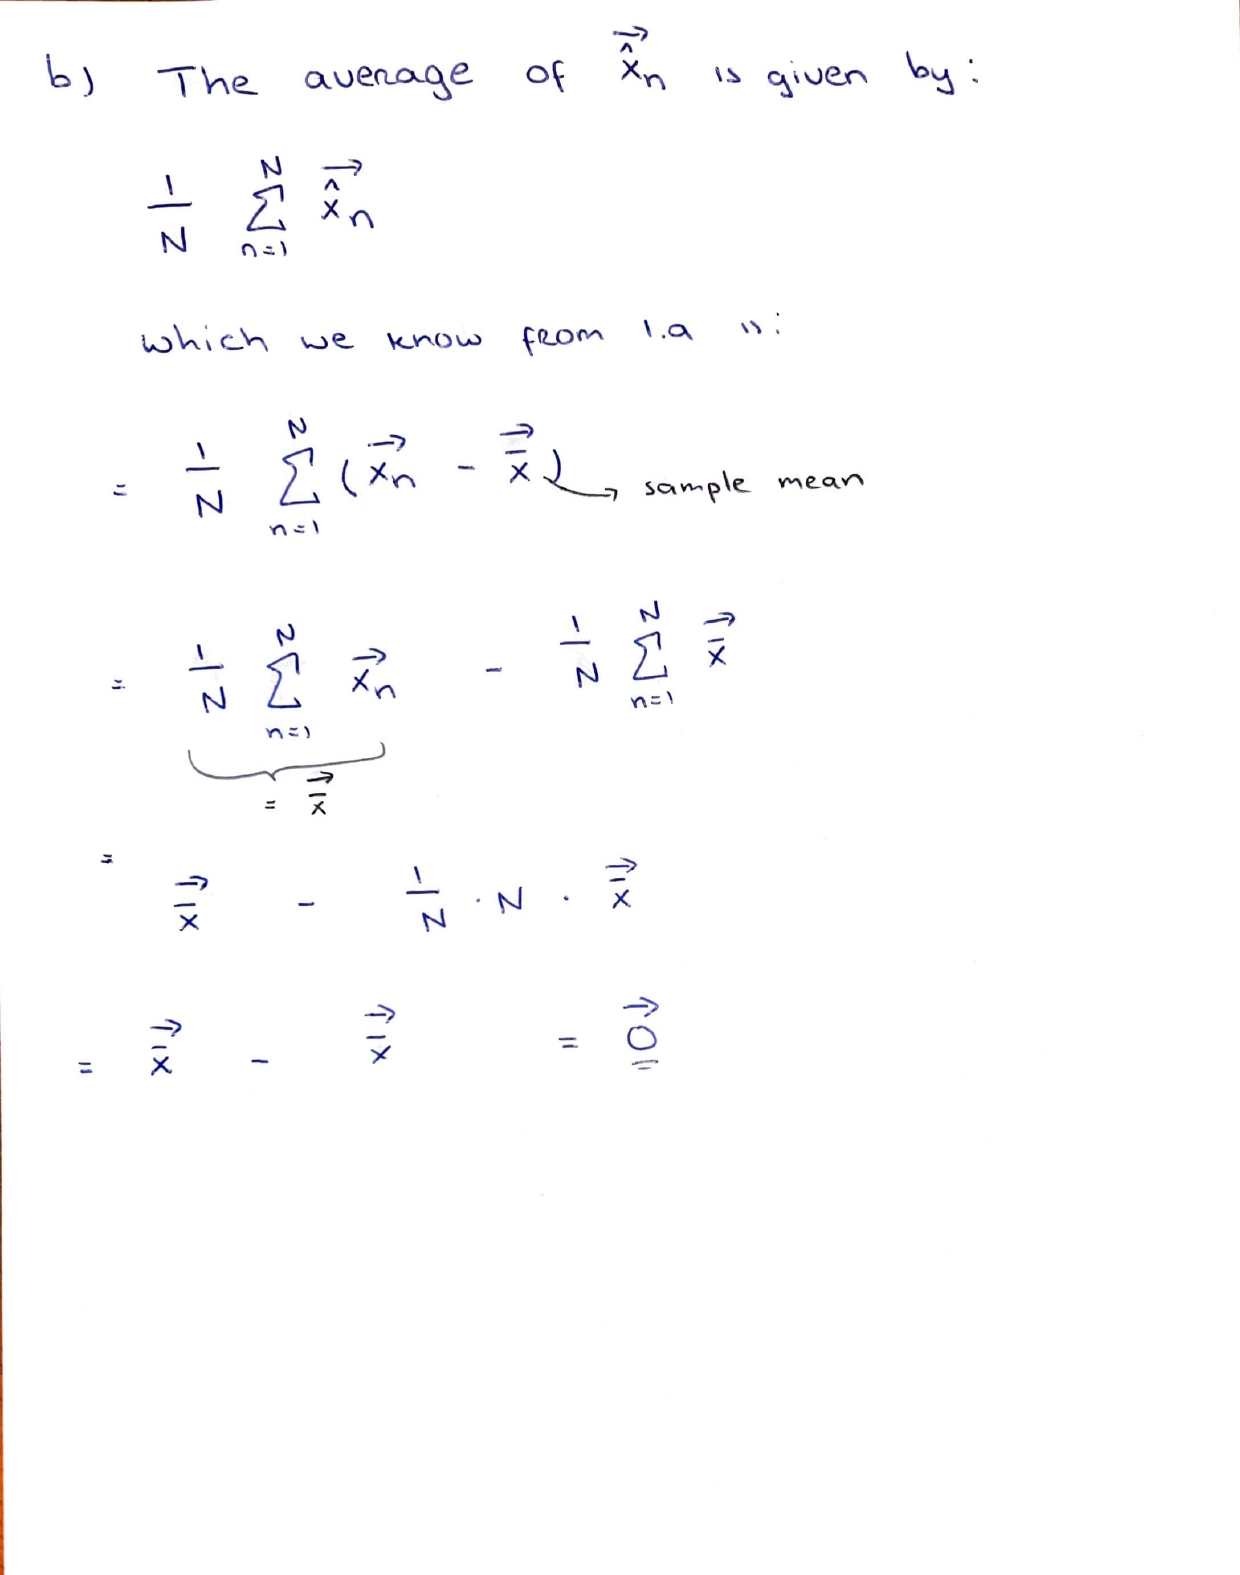 b) The average of $\vec{\hat{x}}_n$ is given by:
$\frac{1}{N} \sum_{n=1}^{N} \vec{\hat{x}}_n$
which we know from 1.a is:
$= \frac{1}{N} \sum_{n=1}^{N} (\vec{x}_n - \vec{\bar{x}})$ → sample mean
$= \frac{1}{N} \sum_{n=1}^{N} \vec{x}_n - \frac{1}{N} \sum_{n=1}^{N} \vec{\bar{x}}$
$= \vec{\bar{x}}$
$= \vec{\bar{x}} - \frac{1}{N} \cdot N \cdot \vec{\bar{x}}$
$= \vec{\bar{x}} - \vec{\bar{x}} = \vec{0}$